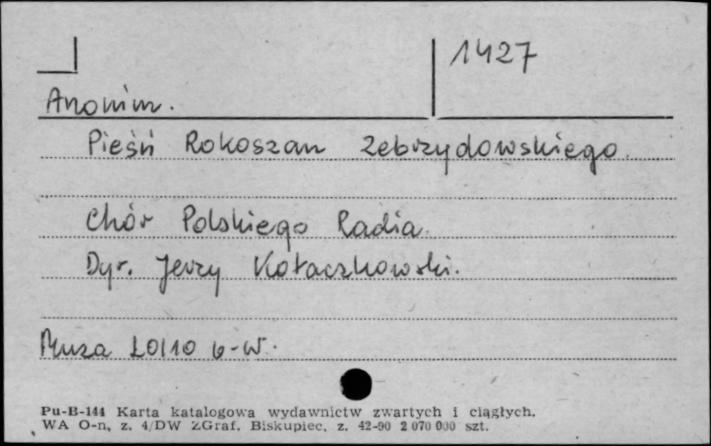 1427
Anonim.
Pieśń Rokoszan Zebrzydowskiego.
Chór Polskiego Radia.
Dyr. Jerzy Kołaczkowski.
Muza L0110 b-W.
Pu-B-144 Karta katalogowa wydawnictw zwartych i ciągłych.
WA O-n, z. 4/DW ZGraf. Biskupiec, z. 42-90 2 070 000 szt.